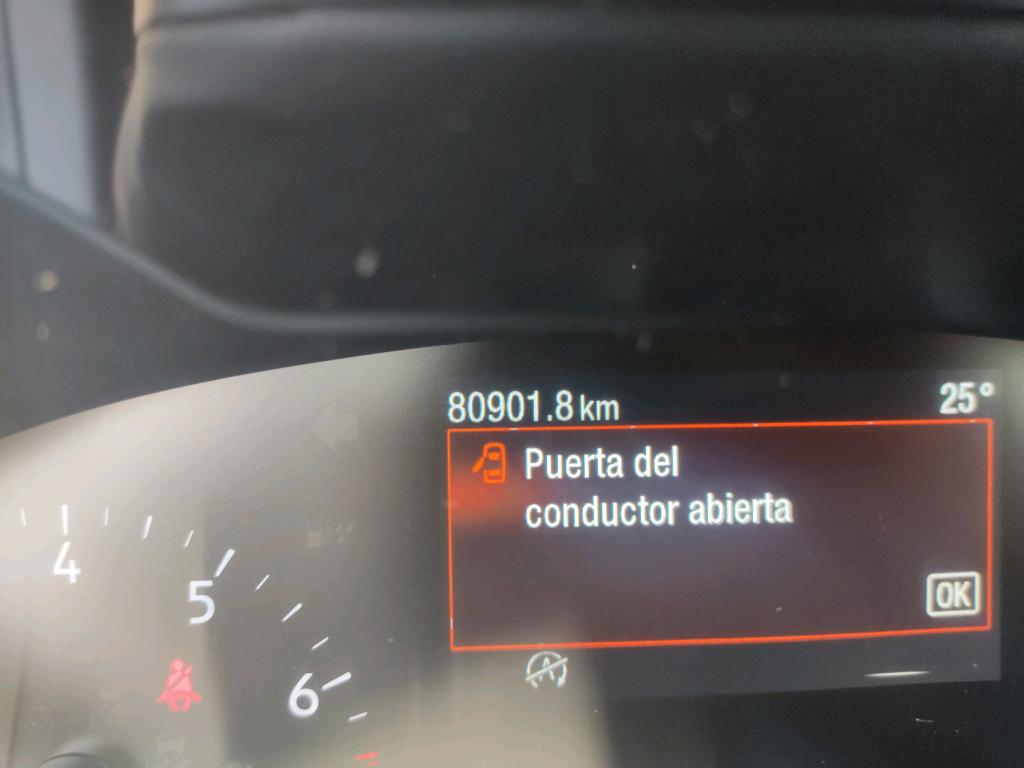 80901.8 km
25°
Puerta del
conductor abierta
OK
4
5
6
A